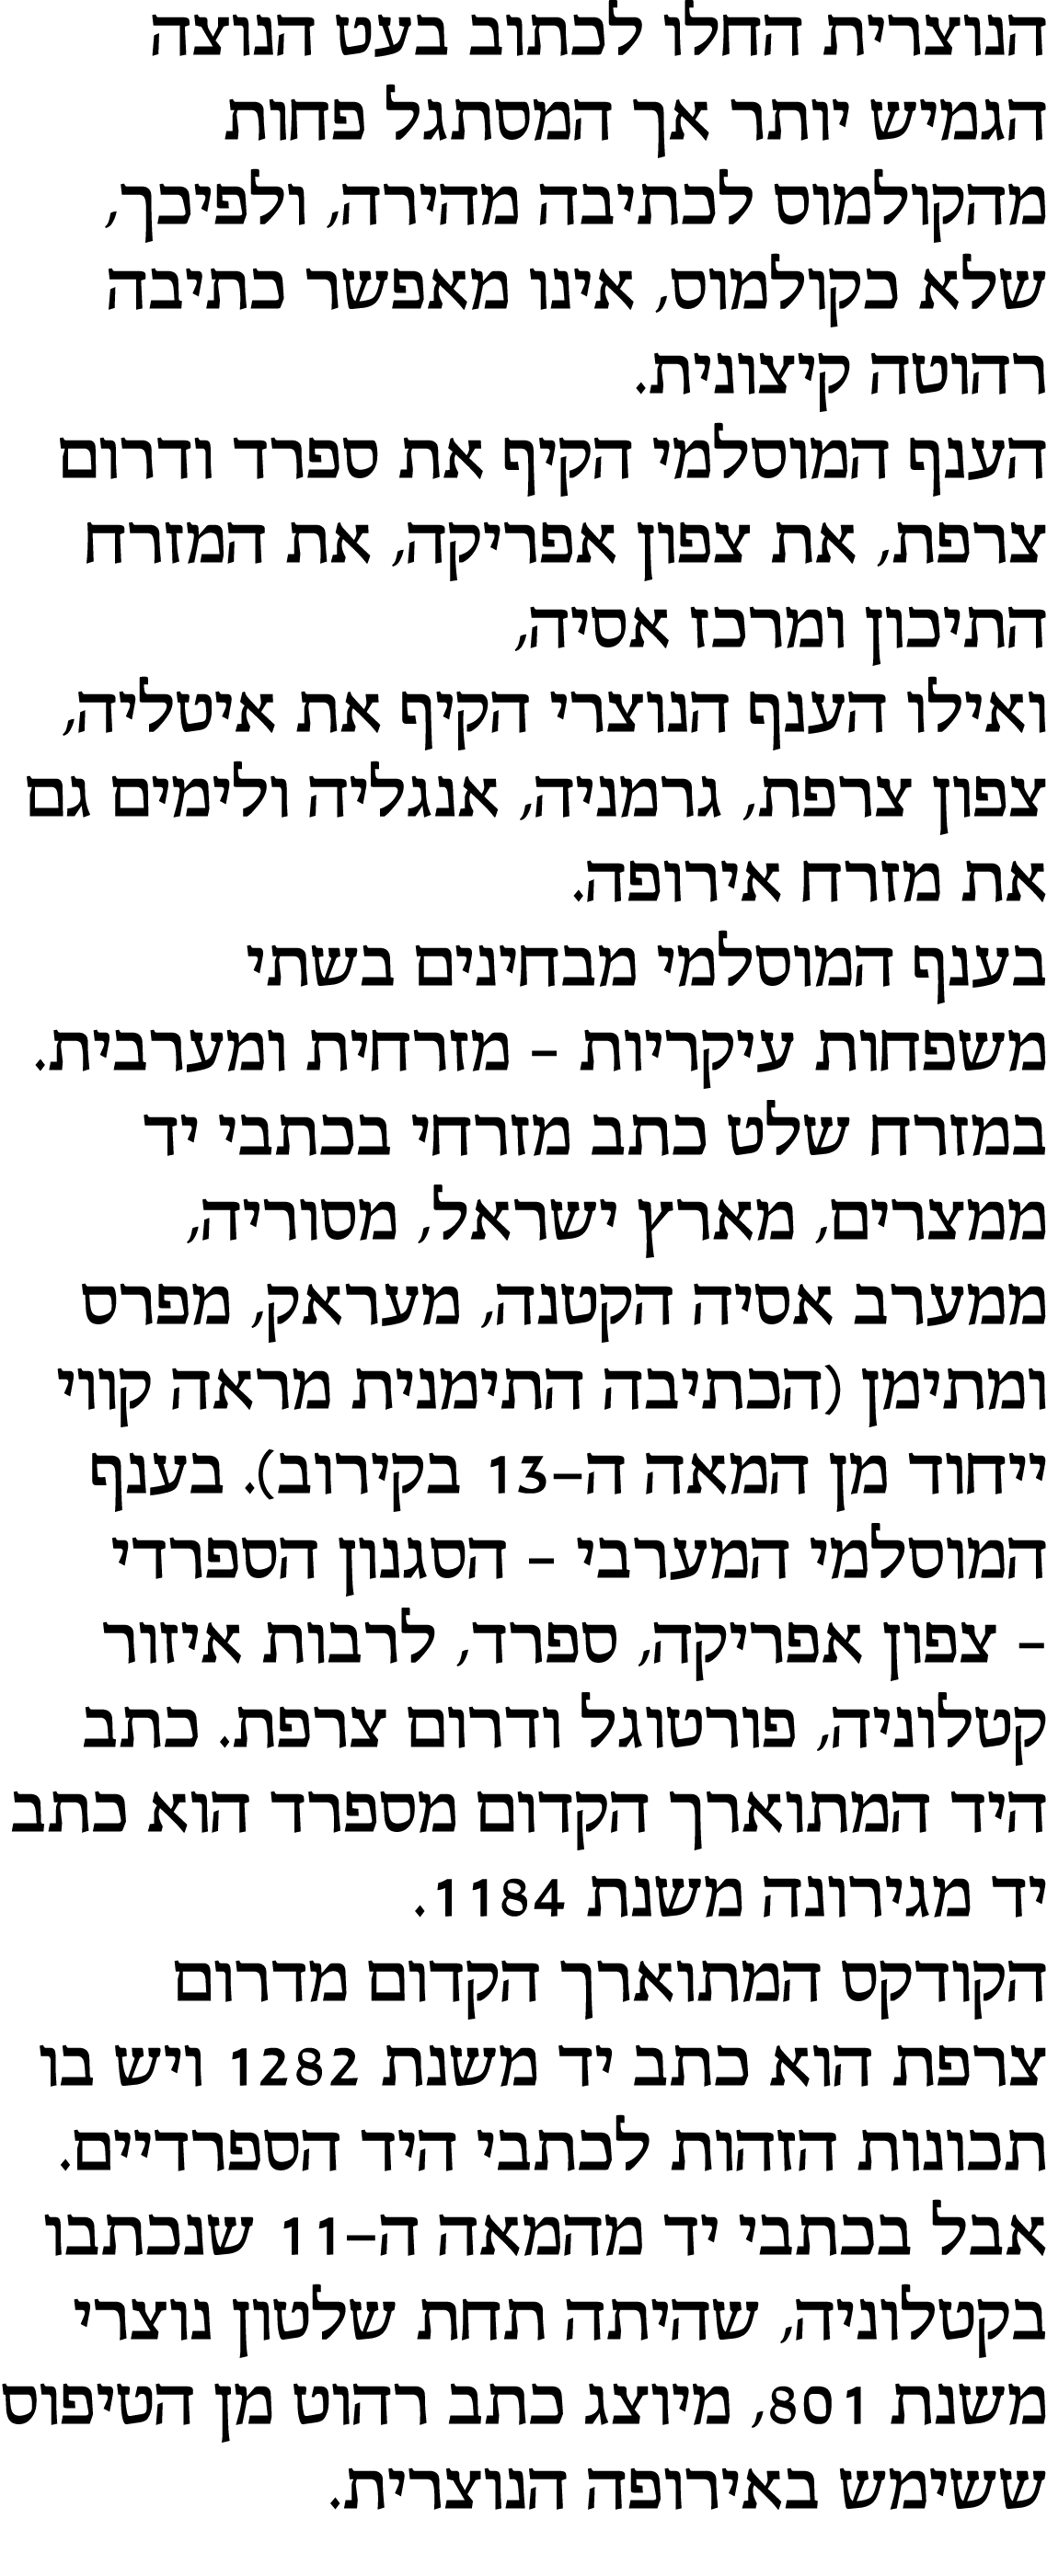 הנוצרית החלו לכתוב בעט הנוצה
הגמיש יותר אך המסתגל פחות
מהקולמוס לכתיבה מהירה, ולפיכך,
שלא בקולמוס, אינו מאפשר כתיבה
רהוטה קיצונית.
הענף המוסלמי הקיף את ספרד ודרום
צרפת, את צפון אפריקה, את המזרח
התיכון ומרכז אסיה,
ואילו הענף הנוצרי הקיף את איטליה,
צפון צרפת, גרמניה, אנגליה ולימים גם
את מזרח אירופה.
בענף המוסלמי מבחינים בשתי
משפחות עיקריות – מזרחית ומערבית.
במזרח שלט כתב מזרחי בכתבי יד
ממצרים, מארץ ישראל, מסוריה,
ממערב אסיה הקטנה, מעראק, מפרס
ומתימן (הכתיבה התימנית מראה קווי
ייחוד מן המאה ה–13 בקירוב). בענף
המוסלמי המערבי – הסגנון הספרדי
– צפון אפריקה, ספרד, לרבות איזור
קטלוניה, פורטוגל ודרום צרפת. כתב
היד המתוארך הקדום מספרד הוא כתב
יד מגירונה משנת 1184.
הקודקס המתוארך הקדום מדרום
צרפת הוא כתב יד משנת 1282 ויש בו
תכונות הזהות לכתבי היד הספרדיים.
אבל בכתבי יד מהמאה ה–11 שנכתבו
בקטלוניה, שהיתה תחת שלטון נוצרי
משנת 801, מיוצג כתב רהוט מן הטיפוס
ששימש באירופה הנוצרית.